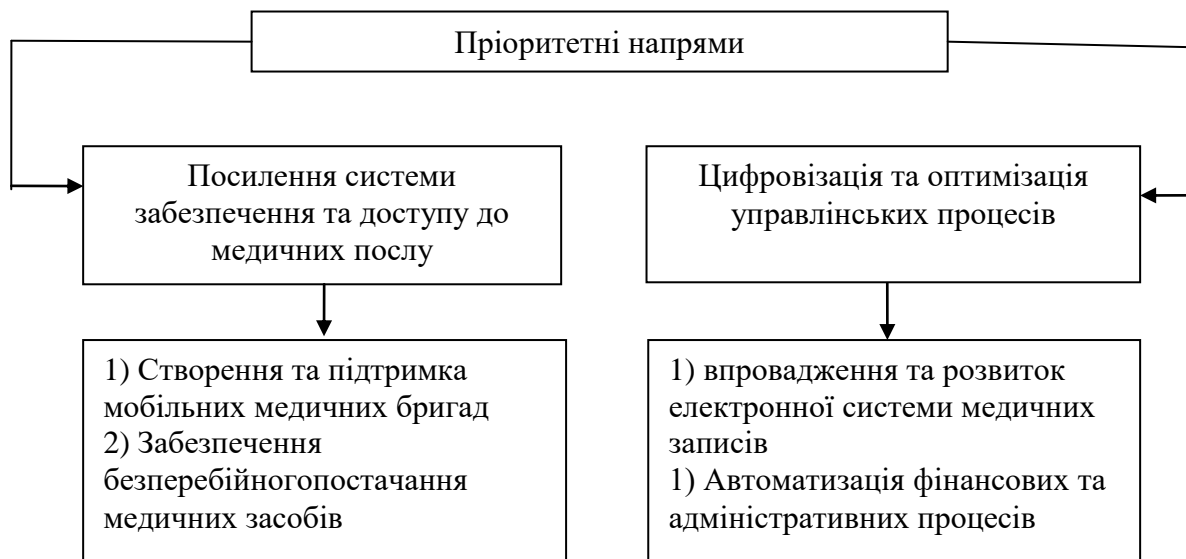 Пріоритетні напрями
Посилення системи
забезпечення та доступу до
медичних послу
Цифровізація та оптимізація
управлінських процесів
1) Створення та підтримка
мобільних медичних бригад
2) Забезпечення
безперебійногопостачання
медичних засобів
1) впровадження та розвиток
електронної системи медичних
записів
1) Автоматизація фінансових та
адміністративних процесів